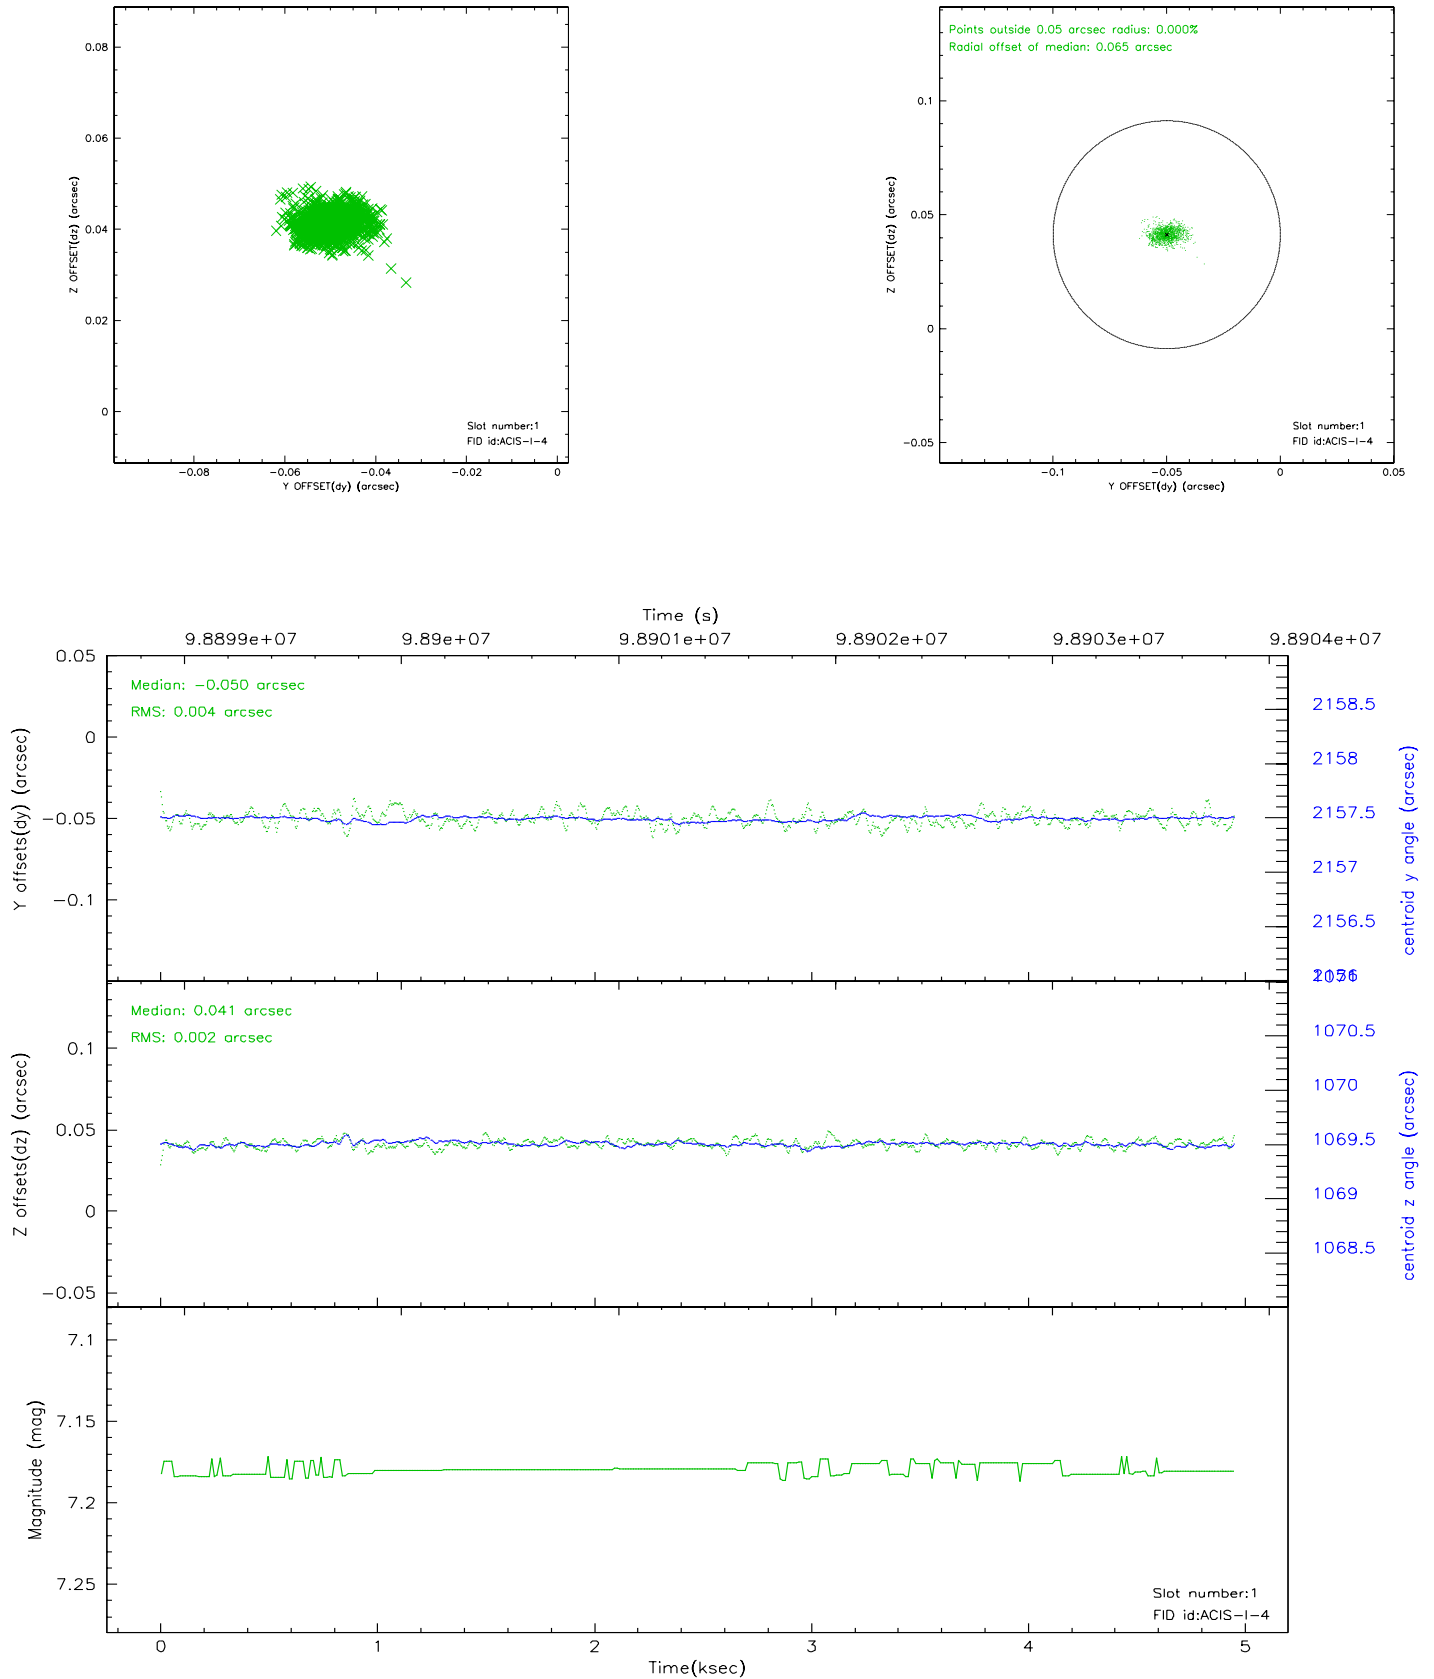 0.08
0.06
0.04
0.02
0
Z OFFSET(dz) (arcsec)
Slot number:1
FID id:ACIS-I-4
-0.08 -0.06 -0.04 -0.02 0
Y OFFSET(dy) (arcsec)
Points outside 0.05 arcsec radius: 0.000%
Radial offset of median: 0.065 arcsec
0.1
0.05
0
-0.05
Z OFFSET(dz) (arcsec)
Slot number:1
FID id:ACIS-I-4
-0.1 -0.05 0 0.05
Y OFFSET(dy) (arcsec)
Time (s)
9.8899e+07 9.89e+07 9.8901e+07 9.8902e+07 9.8903e+07 9.8904e+07
Median: -0.050 arcsec
RMS: 0.004 arcsec
0.05
0
-0.05
-0.1
Y offsets(dy) (arcsec)
2158.5
2158
2157.5
2157
2156.5
centroid y angle (arcsec)
Median: 0.041 arcsec
RMS: 0.002 arcsec
0.1
0.05
0
-0.05
Z offsets(dz) (arcsec)
1070.5
1070
1069.5
1069
1068.5
centroid z angle (arcsec)
7.1
7.15
7.2
7.25
Magnitude (mag)
Slot number:1
FID id:ACIS-I-4
0 1 2 3 4 5
Time(ksec)